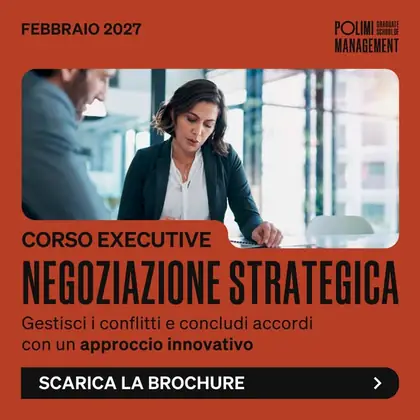 FEBBRAIO 2027
POLIMI GRADUATE SCHOOL OF
MANAGEMENT
CORSO EXECUTIVE
NEGOZIAZIONE STRATEGICA
Gestisci i conflitti e concludi accordi
con un approccio innovativo
SCARICA LA BROCHURE